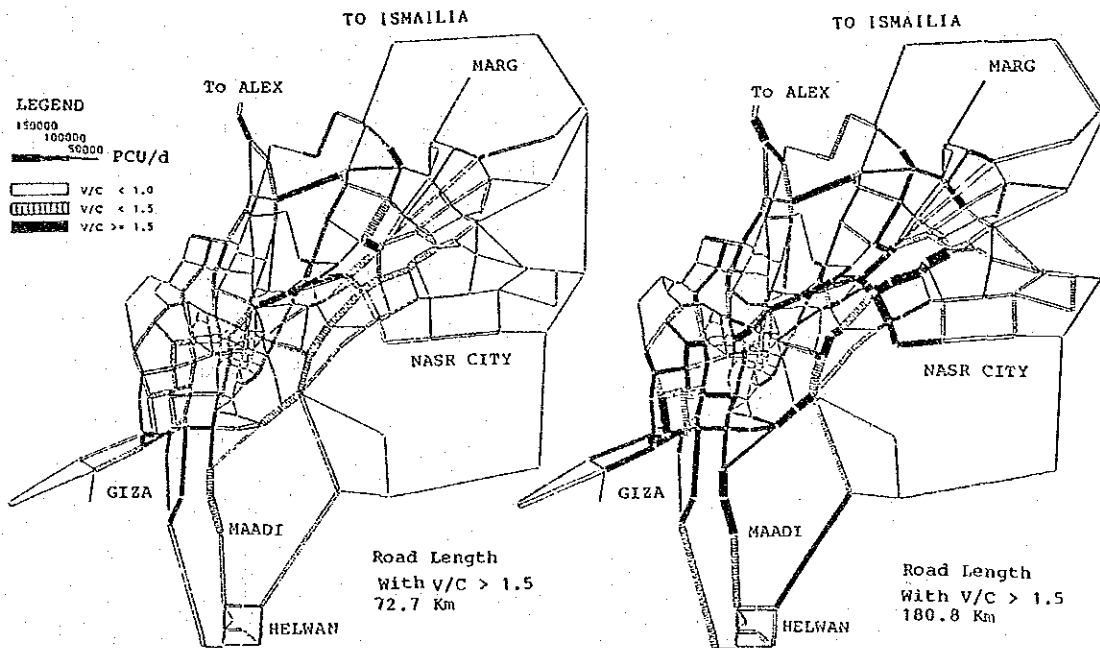 TO ISMAILIA
MARG
To ALEX
LEGEND
150000
100000
50000
PCU/d
V/C < 1.0
V/C < 1.5
V/C >= 1.5
NASR CITY
GIZA
MAADI
HELWAN
Road Length
With V/C > 1.5
72.7 Km
TO ISMAILIA
MARG
To ALEX
NASR CITY
GIZA
MAADI
HELWAN
Road Length
With V/C > 1.5
180.8 Km